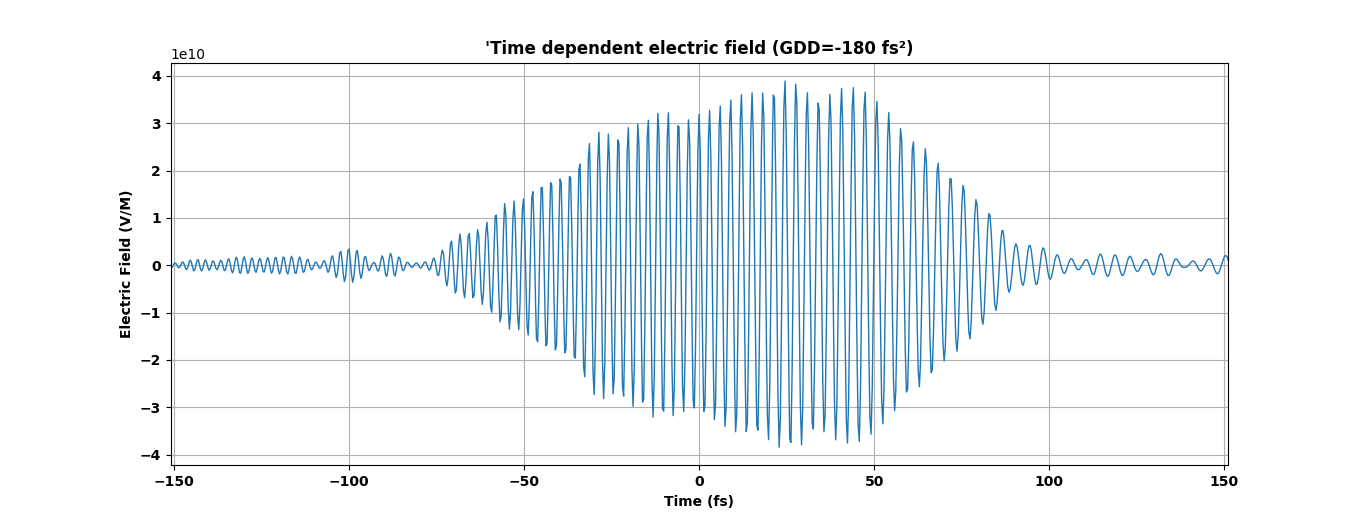 'Time dependent electric field (GDD=-180 fs²)
1e10
4
3
2
1
0
−1
−2
−3
−4
Electric Field (V/M)
−150 −100 −50 0 50 100 150
Time (fs)